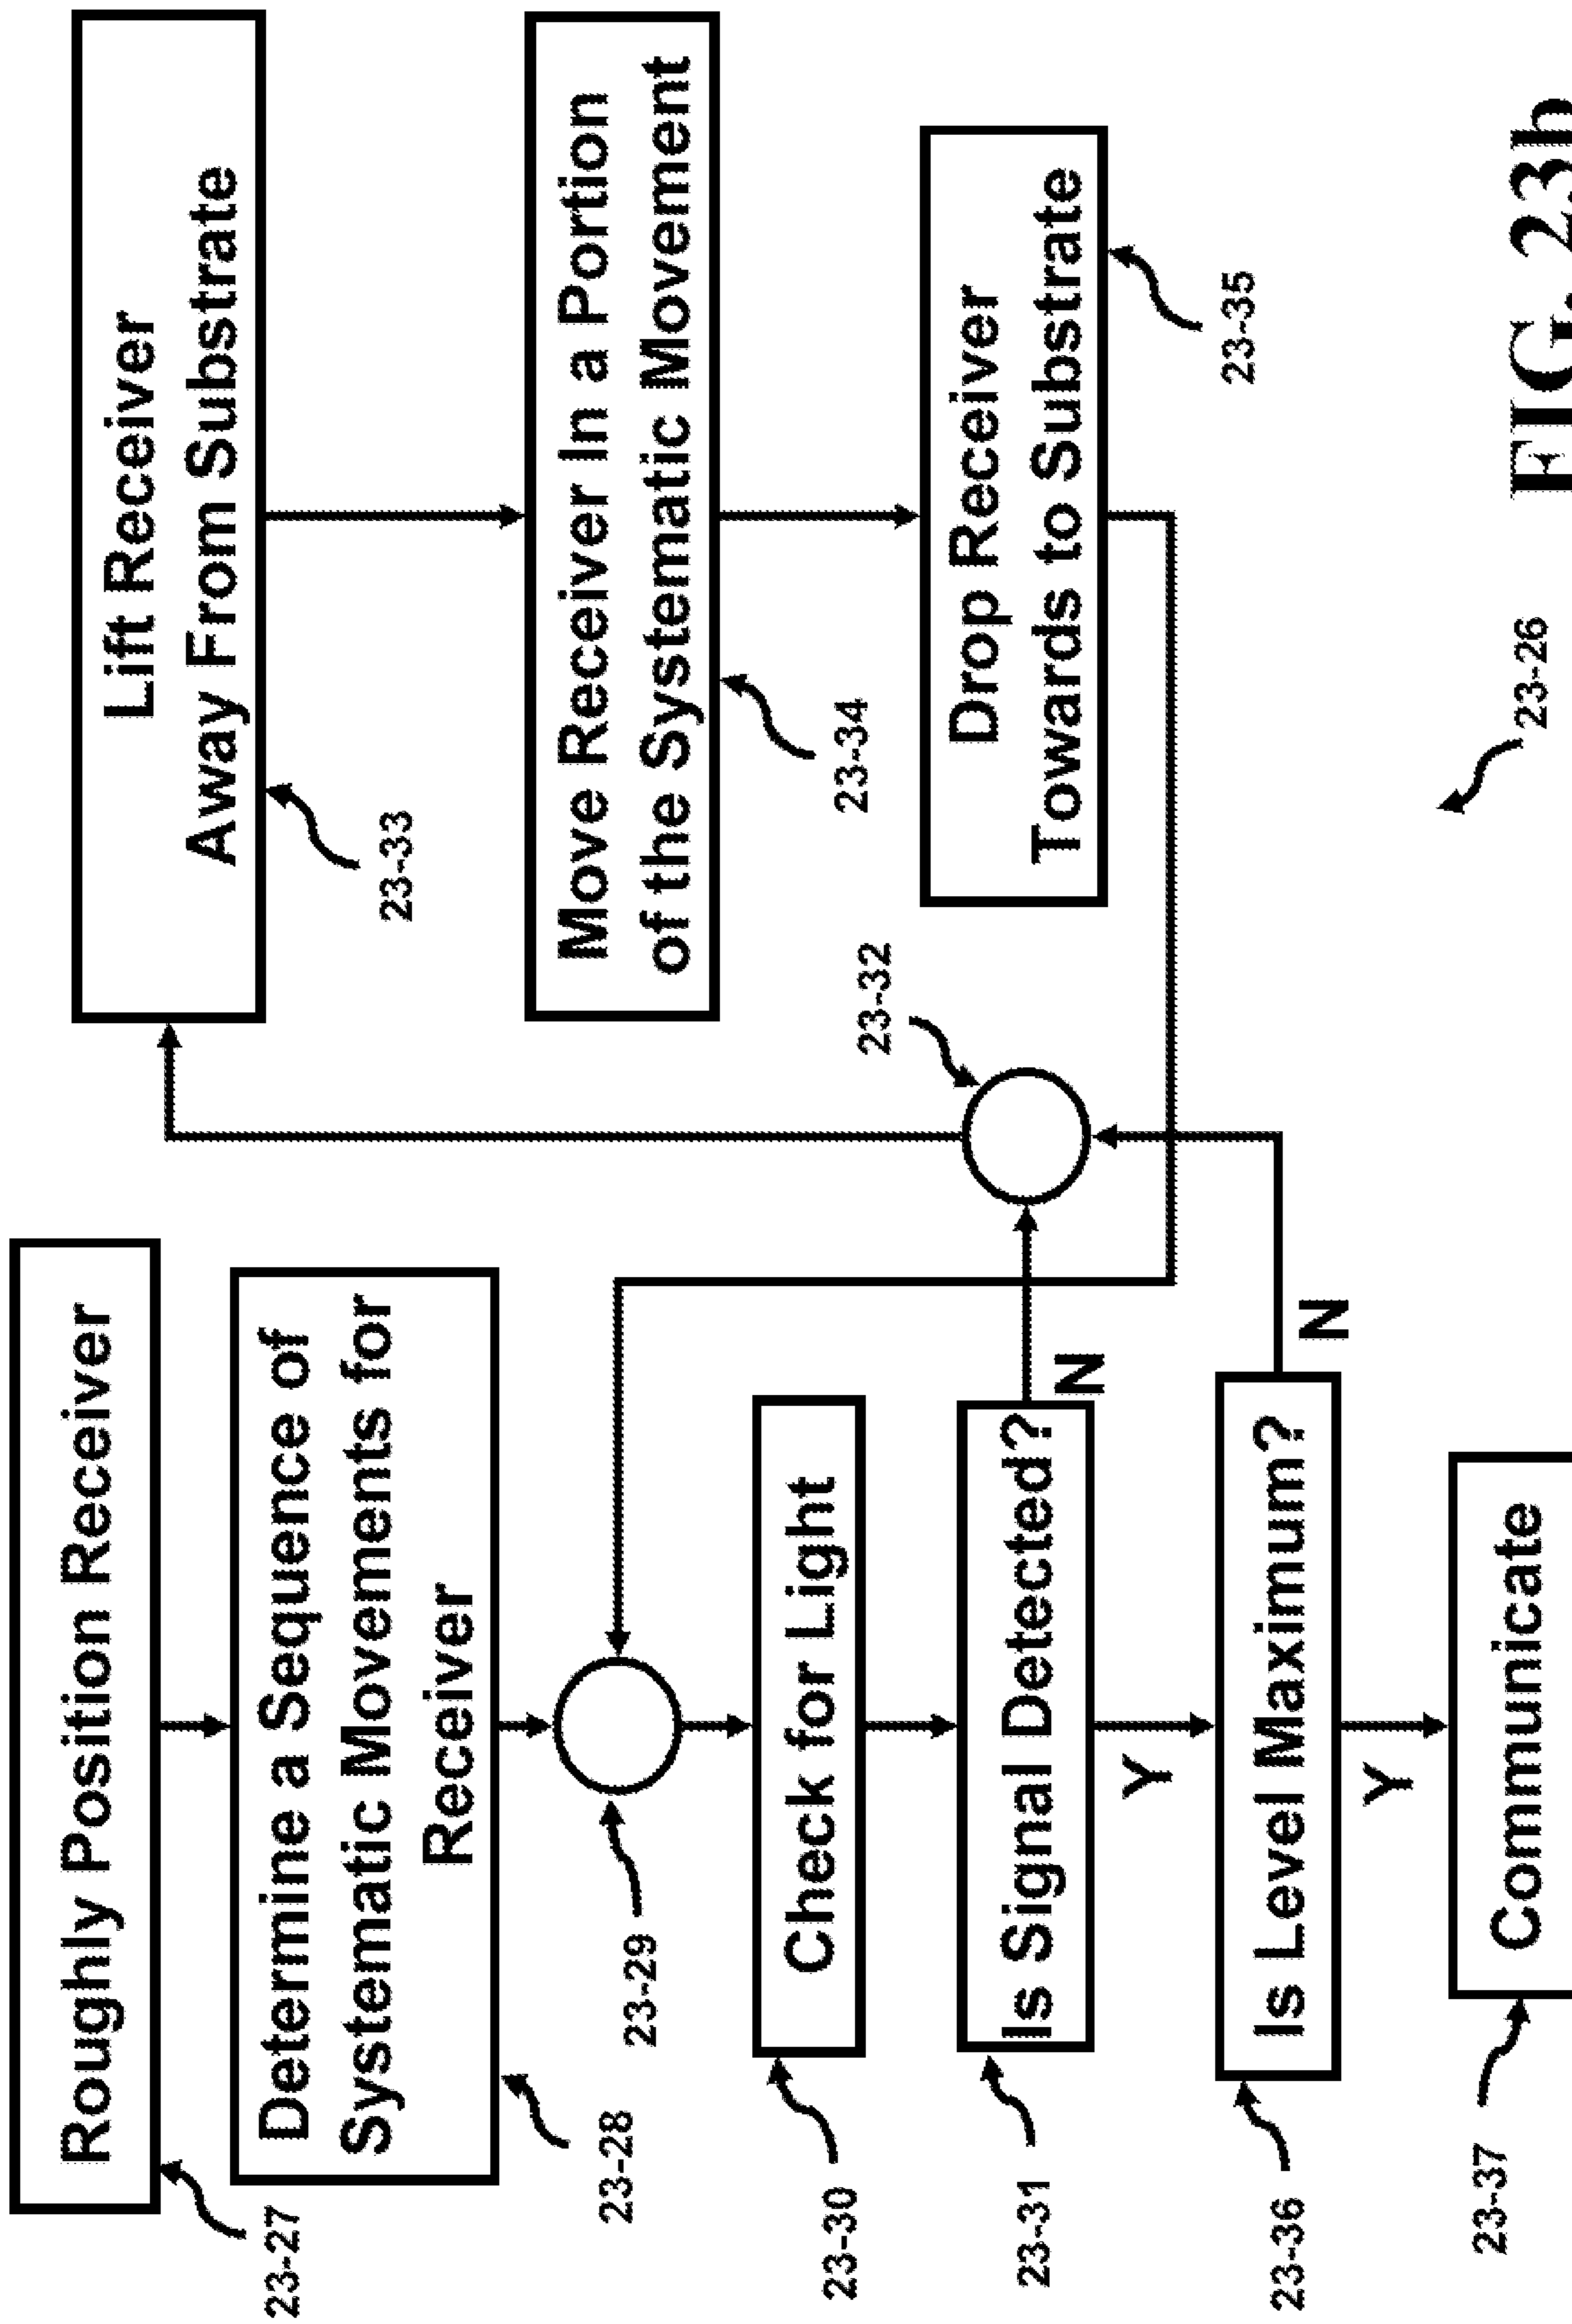 Roughly Position Receiver
23-27
Determine a Sequence of
Systematic Movements for
Receiver
23-28
23-29
Check for Light
23-30
Is Signal Detected?
N
23-31
Y
Is Level Maximum?
N
23-36
Y
Communicate
23-37
23-32
Lift Receiver
Away From Substrate
23-33
Move Receiver In a Portion
of the Systematic Movement
23-34
Drop Receiver
Towards to Substrate
23-35
23-26
FIG. 23b